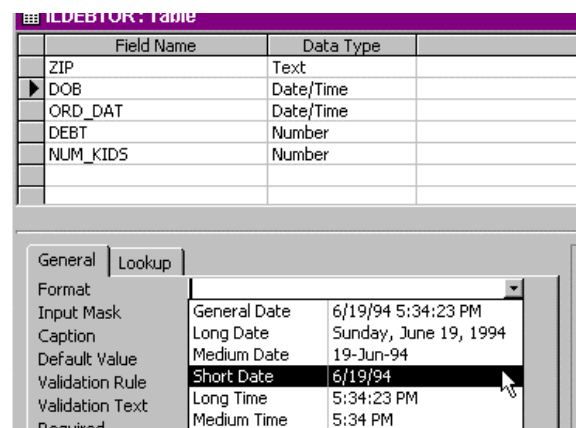 ILDEBTOR : Table
Field Name Data Type
ZIP Text
DOB Date/Time
ORD_DAT Date/Time
DEBT Number
NUM_KIDS Number
General Lookup
Format
Input Mask General Date 6/19/94 5:34:23 PM
Caption Long Date Sunday, June 19, 1994
Default Value Medium Date 19-Jun-94
Validation Rule Short Date 6/19/94
Validation Text Long Time 5:34:23 PM
Required Medium Time 5:34 PM